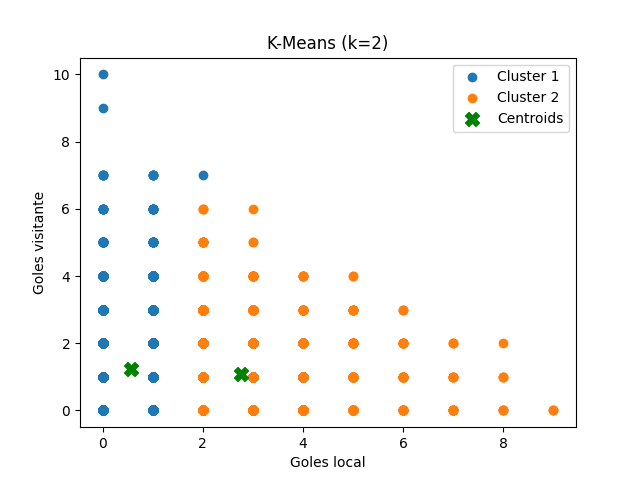 K-Means (k=2)
10
8
6
4
2
0
Goles visitante
Cluster 1
Cluster 2
Centroids
0 2 4 6 8
Goles local